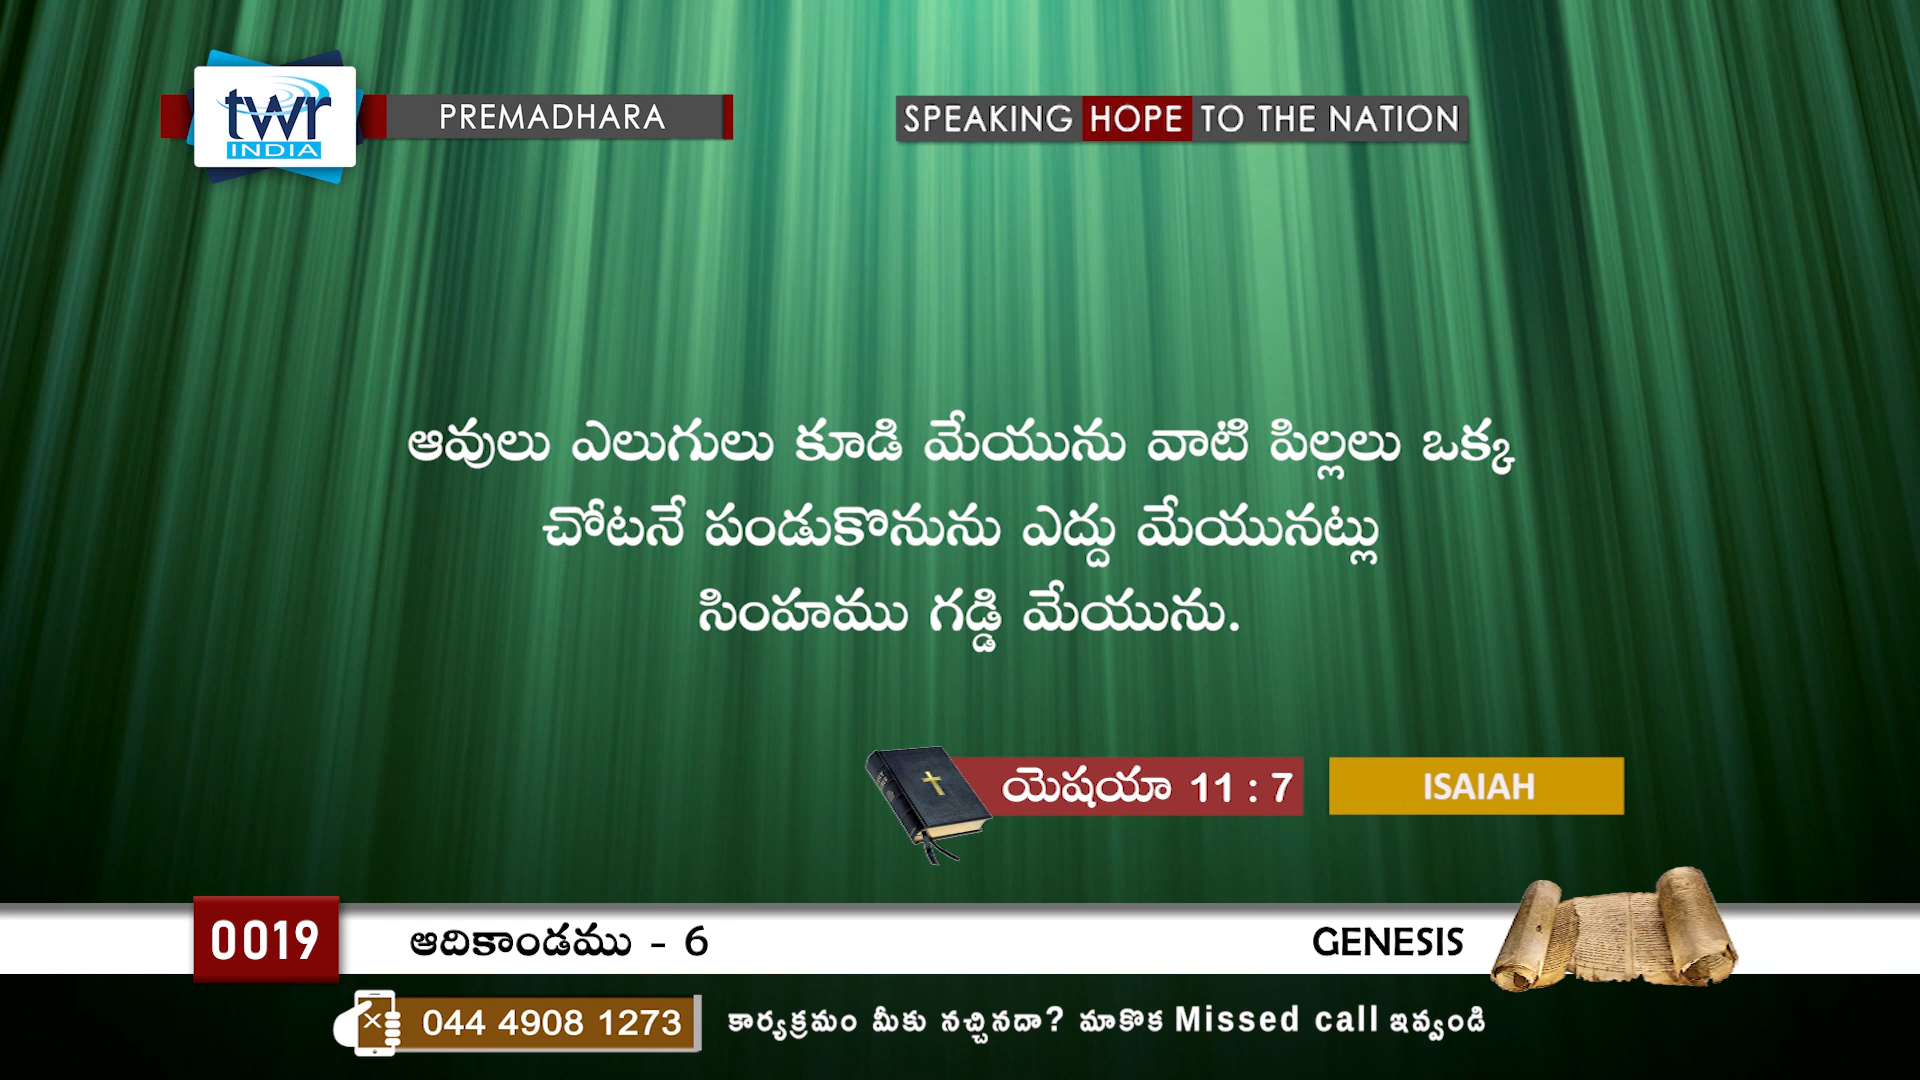 twr
INDIA
PREMADHARA
SPEAKING HOPE TO THE NATION
ఆవులు ఎలుగులు కూడి మేయును వాటి పిల్లలు ఒక్క
చోటనే పండుకొనును ఎద్దు మేయునట్లు
సింహము గడ్డి మేయును.
యెషయా 11 : 7
ISAIAH
0019
ఆదికాండము - 6
GENESIS
044 4908 1273
కార్యక్రమం మీకు నచ్చినదా? మాకొక Missed call ఇవ్వండి